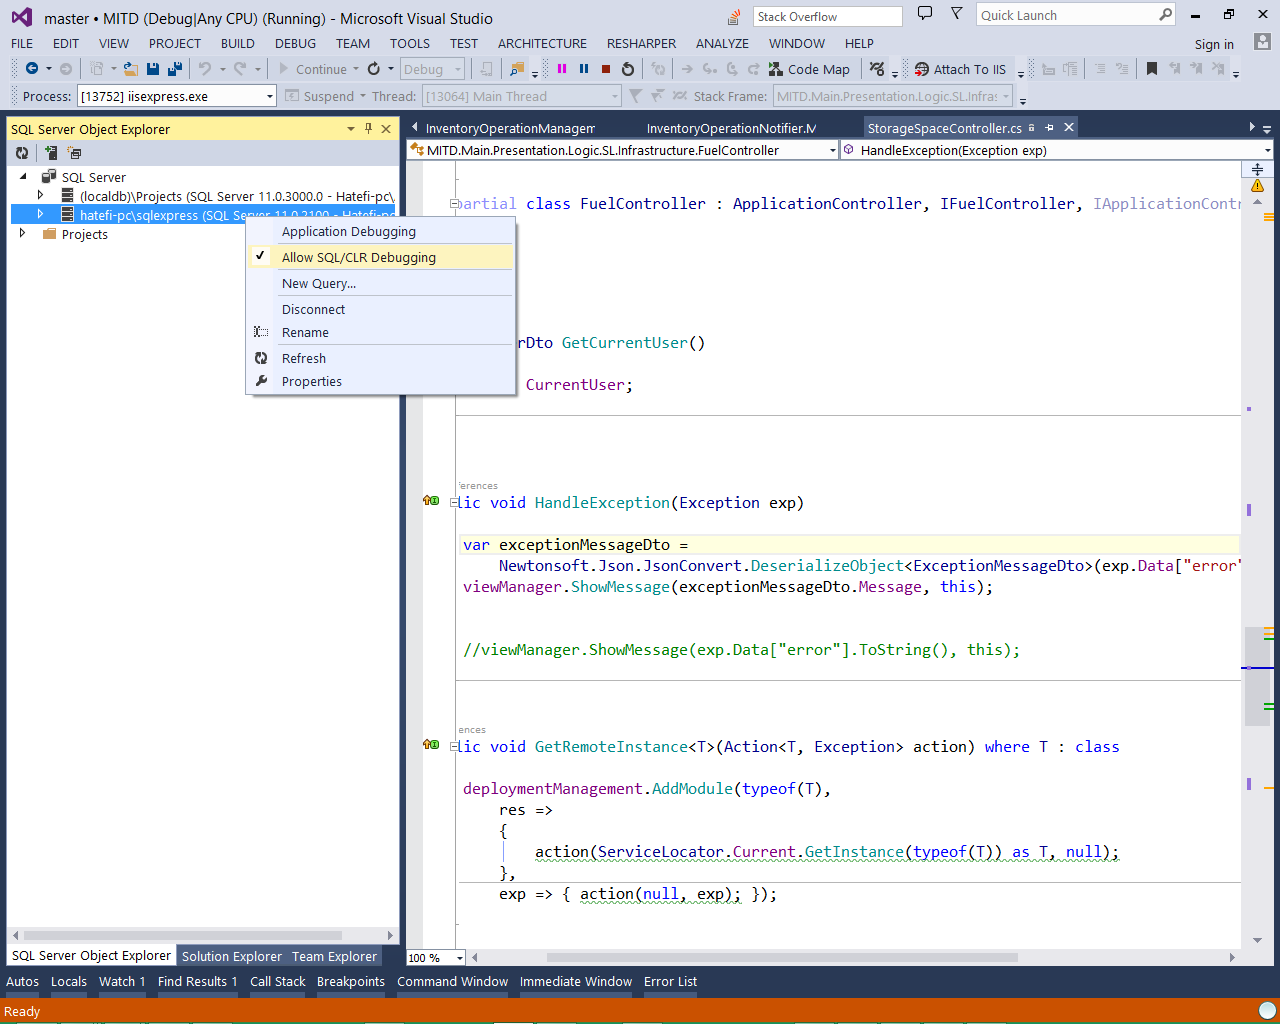 master • MITD (Debug|Any CPU) (Running) - Microsoft Visual Studio
Stack Overflow
Quick Launch
FILE EDIT VIEW PROJECT BUILD DEBUG TEAM TOOLS TEST ARCHITECTURE RESHARPER ANALYZE WINDOW HELP
Sign in
Continue Debug Code Map Attach To IIS
Process: [13752] iisexpress.exe Suspend Thread: [13064] Main Thread Stack Frame: MITD.Main.Presentation.Logic.SL.Infras
SQL Server Object Explorer
InventoryOperationManagem InventoryOperationNotifier.M StorageSpaceController.cs
MITD.Main.Presentation.Logic.SL.Infrastructure.FuelController HandleException(Exception exp)
SQL Server
(localdb)\Projects (SQL Server 11.0.3000.0 - Hatefi-pc\
hatefi-pc\sqlexpress (SQL Server 11.0.2100 - Hatefi-pc
Projects
Application Debugging
Allow SQL/CLR Debugging
New Query...
Disconnect
Rename
Refresh
Properties
partial class FuelController : ApplicationController, IFuelController, IApplicationContr
rDto GetCurrentUser()
CurrentUser;
ferences
lic void HandleException(Exception exp)
var exceptionMessageDto =
Newtonsoft.Json.JsonConvert.DeserializeObject<ExceptionMessageDto>(exp.Data["error"
viewManager.ShowMessage(exceptionMessageDto.Message, this);
//viewManager.ShowMessage(exp.Data["error"].ToString(), this);
ences
lic void GetRemoteInstance<T>(Action<T, Exception> action) where T : class
deploymentManagement.AddModule(typeof(T),
res =>
{
action(ServiceLocator.Current.GetInstance(typeof(T)) as T, null);
},
exp => { action(null, exp); });
SQL Server Object Explorer Solution Explorer Team Explorer
100 %
Autos Locals Watch 1 Find Results 1 Call Stack Breakpoints Command Window Immediate Window Error List
Ready